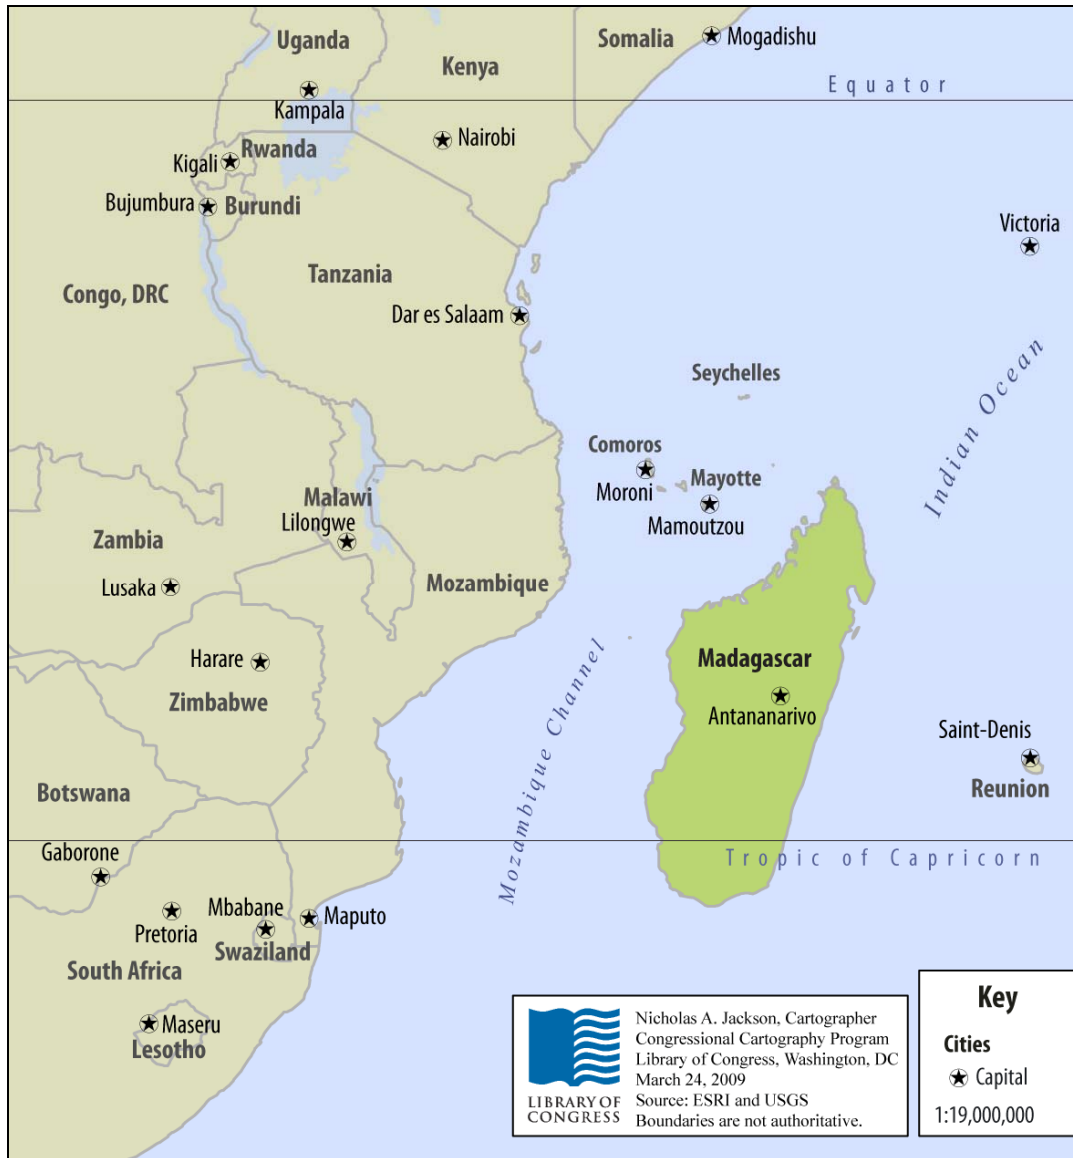 Uganda
Kenya
Somalia
Mogadishu
Equator
Kampala
Nairobi
Rwanda
Kigali
Bujumbura
Burundi
Victoria
Tanzania
Congo, DRC
Dar es Salaam
Seychelles
Indian Ocean
Comoros
Moroni
Mayotte
Mamoutzou
Malawi
Lilongwe
Zambia
Lusaka
Mozambique
Harare
Zimbabwe
Mozambique Channel
Madagascar
Antananarivo
Saint-Denis
Reunion
Botswana
Gaborone
Tropic of Capricorn
Mbabane
Maputo
Pretoria
Swaziland
South Africa
Maseru
Lesotho
LIBRARY OF
CONGRESS
Nicholas A. Jackson, Cartographer
Congressional Cartography Program
Library of Congress, Washington, DC
March 24, 2009
Source: ESRI and USGS
Boundaries are not authoritative.
Key
Cities
Capital
1:19,000,000